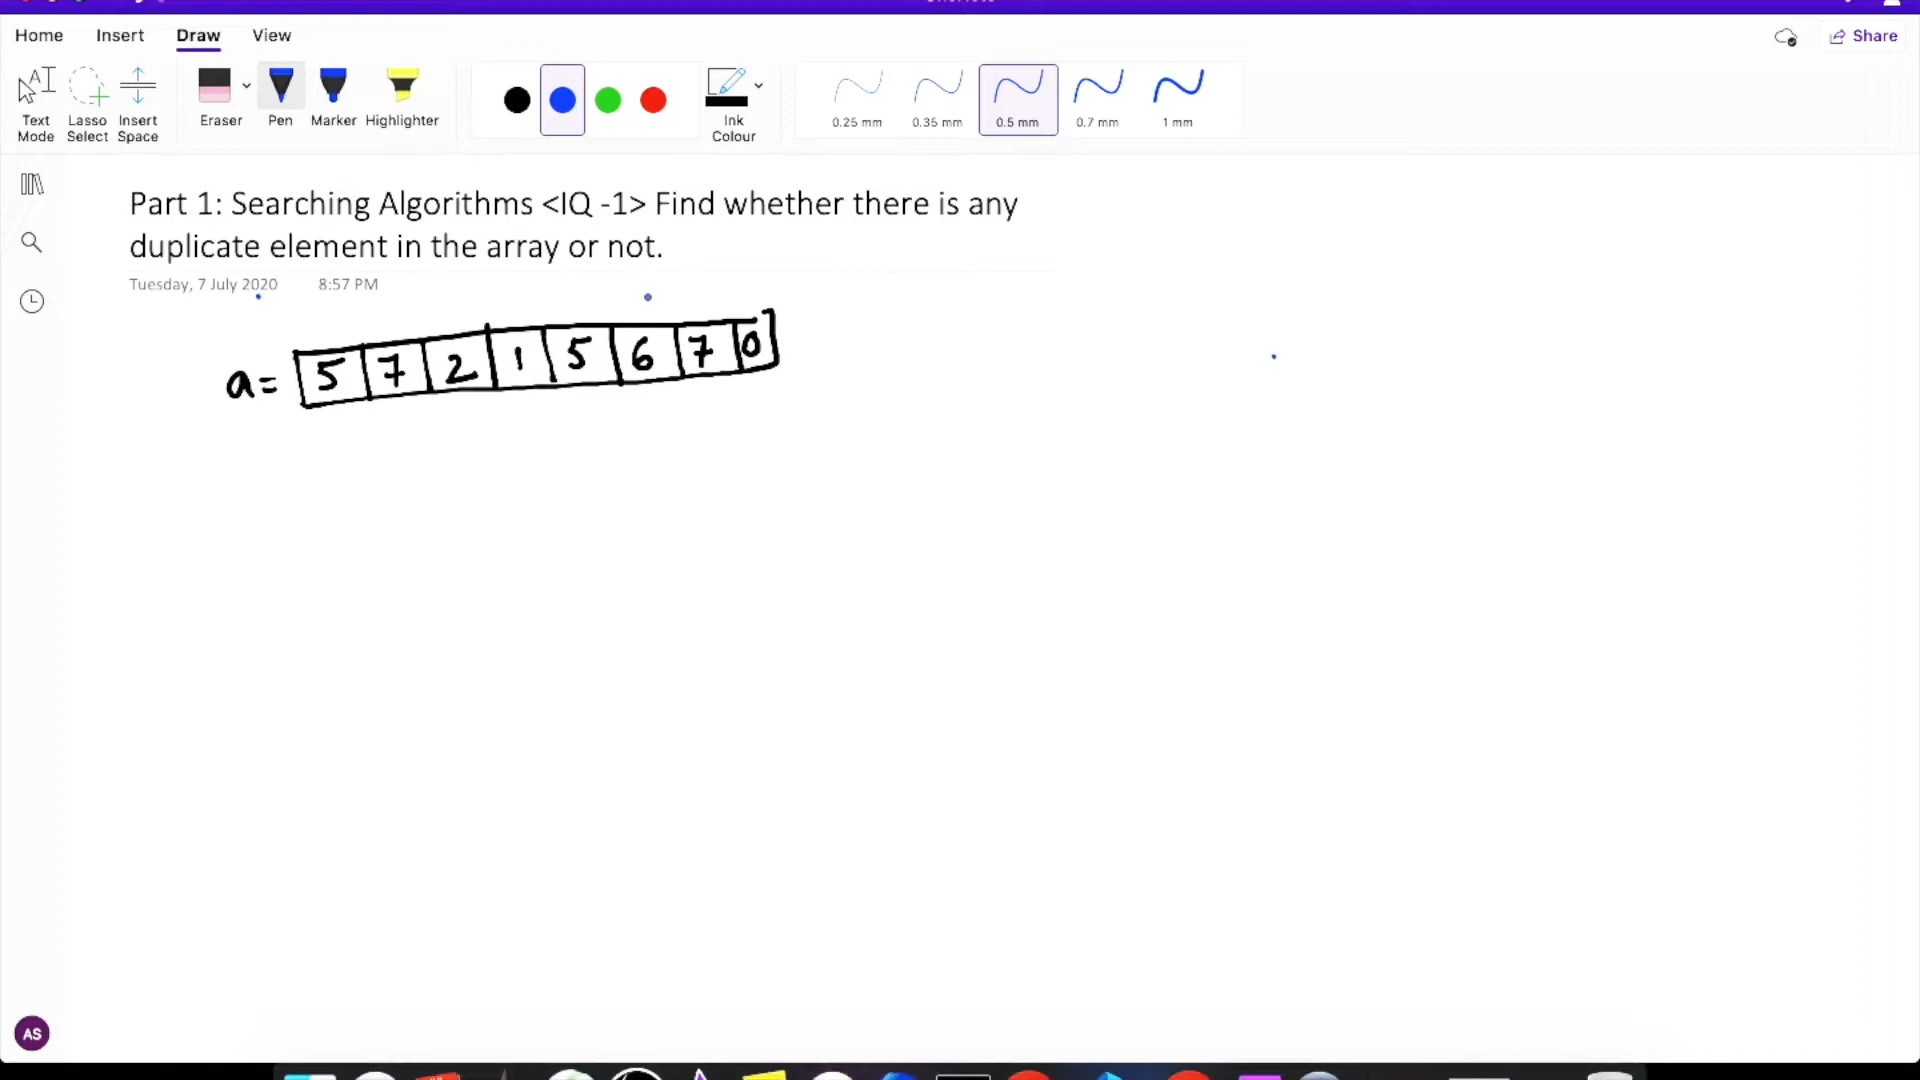 Home Insert Draw View
Share
Text Mode
Lasso Select
Insert Space
Eraser
Pen
Marker
Highlighter
Ink Colour
0.25 mm
0.35 mm
0.5 mm
0.7 mm
1 mm
Part 1: Searching Algorithms <IQ -1> Find whether there is any
duplicate element in the array or not.
Tuesday, 7 July 2020 8:57 PM
a= 5 7 2 1 5 6 7 0
AS